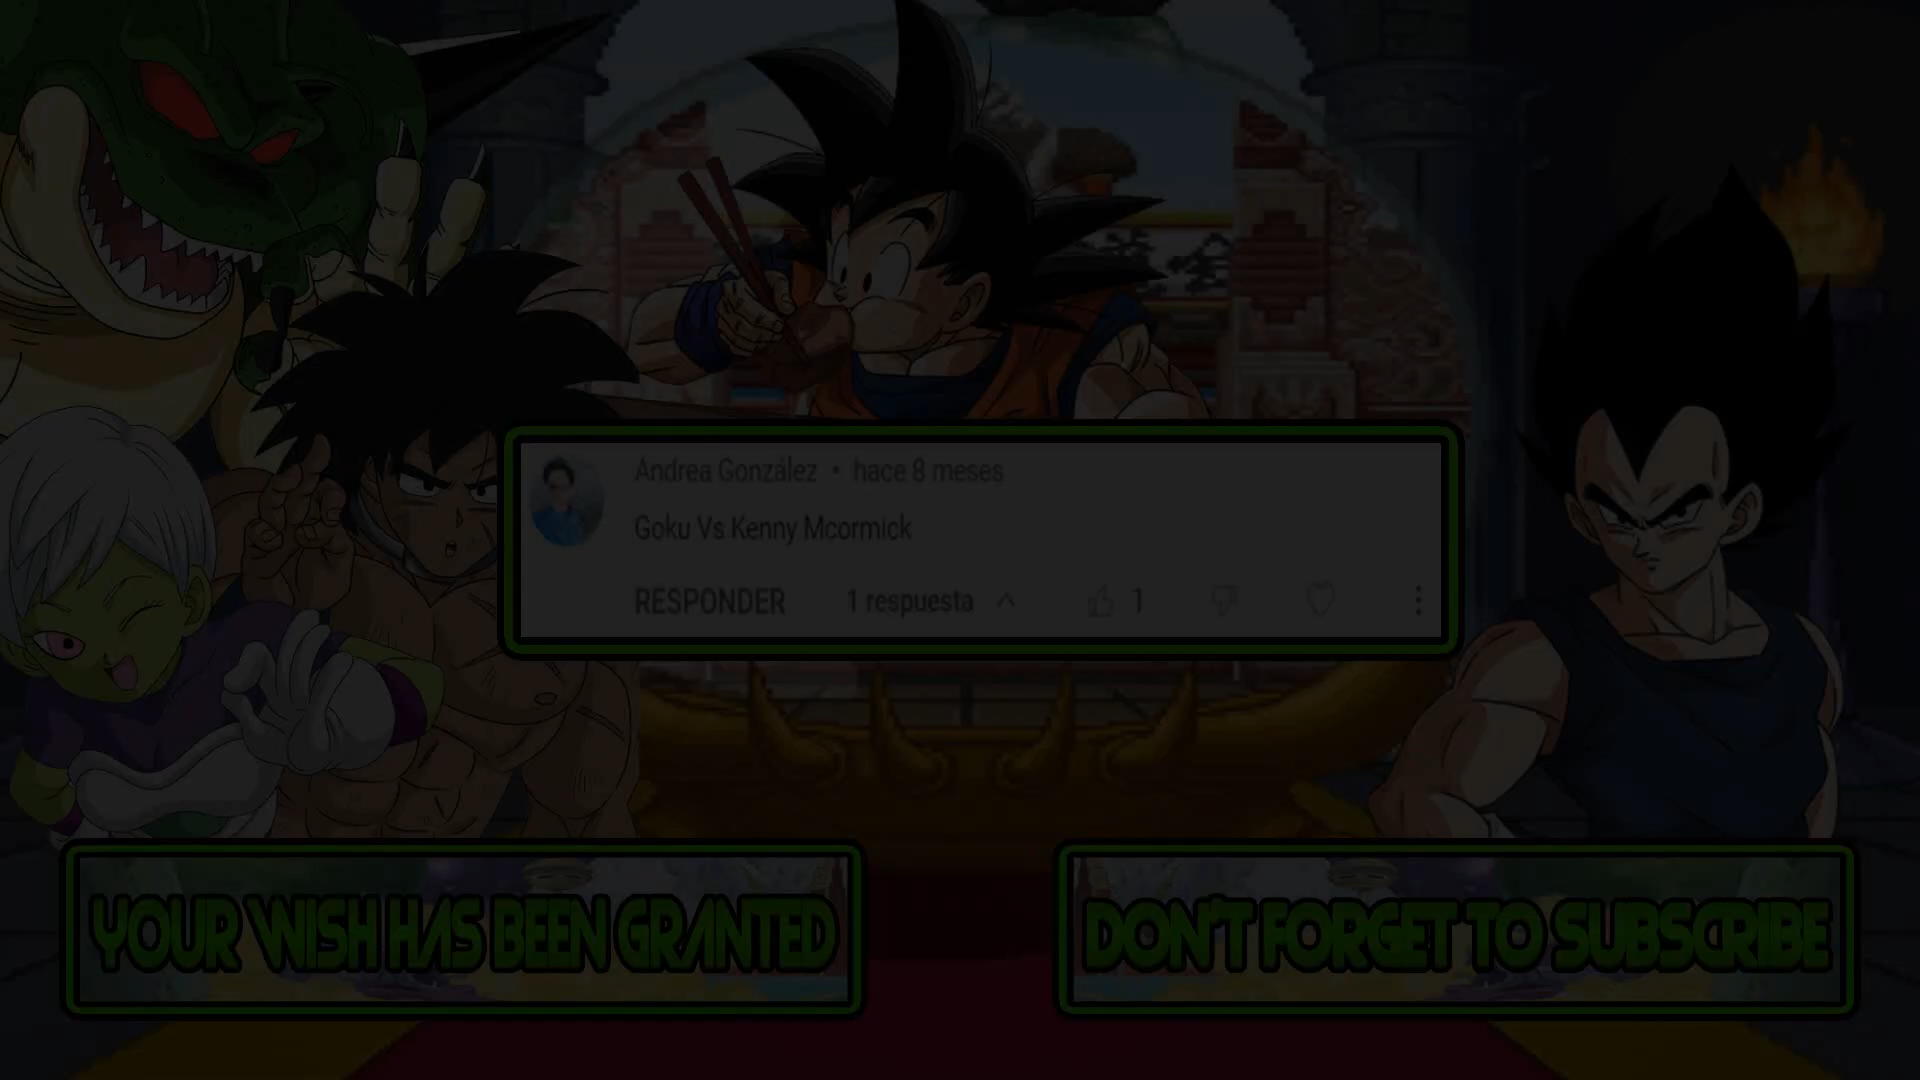 Andrea González • hace 8 meses
Goku Vs Kenny Mcormick
RESPONDER 1 respuesta 1
YOUR WISH HAS BEEN GRANTED
DON'T FORGET TO SUBSCRIBE